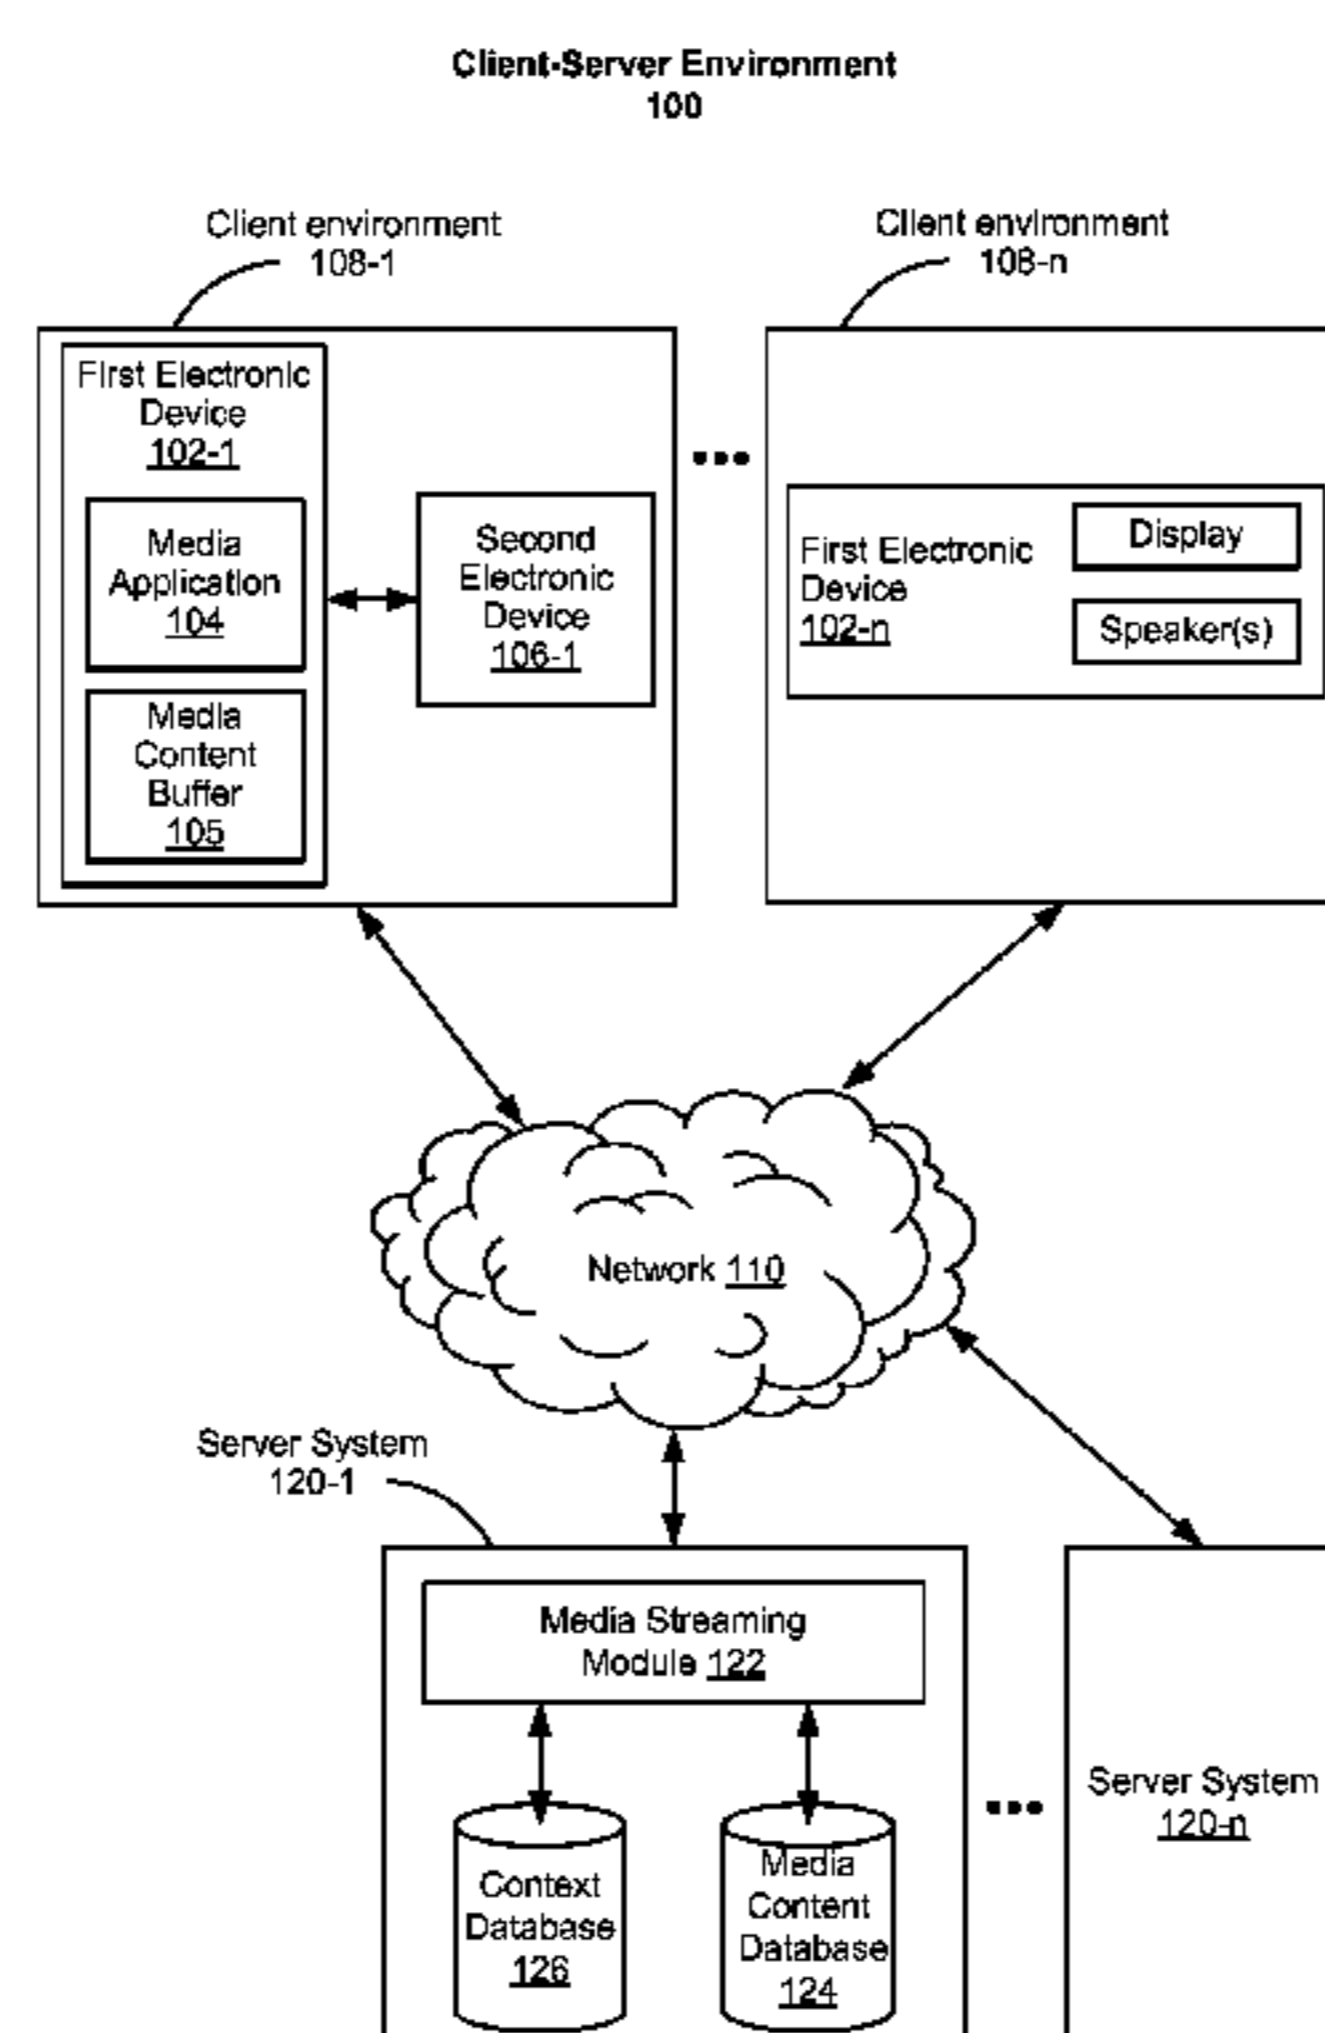 Client-Server Environment
100
Client environment
108-1
Client environment
108-n
First Electronic
Device
102-1
Media
Application
104
Media
Content
Buffer
105
Second
Electronic
Device
106-1
First Electronic
Device
102-n
Display
Speaker(s)
Network 110
Server System
120-1
Media Streaming
Module 122
Context
Database
126
Media
Content
Database
124
Server System
120-n